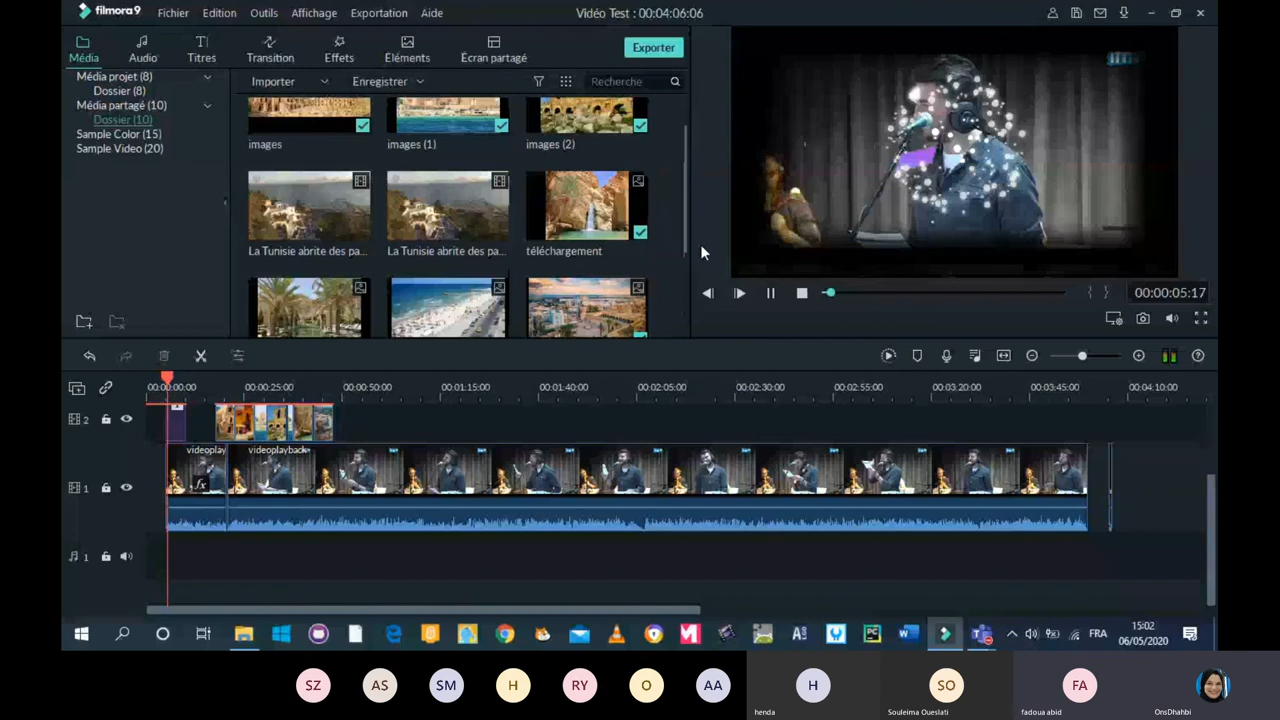 filmora9 Fichier Edition Outils Affichage Exportation Aide Vidéo Test : 00:04:06:06
Média Audio Titres Transition Effets Eléments Écran partagé Exporter
Média projet (8)
Dossier (8)
Média partagé (10)
Dossier (10)
Sample Color (15)
Sample Video (20)
Importer Enregistrer Recherche
images images (1) images (2)
La Tunisie abrite des pa... La Tunisie abrite des pa... téléchargement
00:00:05:17
00:00:00:00 00:00:25:00 00:00:50:00 00:01:15:00 00:01:40:00 00:02:05:00 00:02:30:00 00:02:55:00 00:03:20:00 00:03:45:00 00:04:10:00
2
videoplay videoplayback
fx
1
1
FRA
15:02
06/05/2020
SZ AS SM H RY O AA H SO FA
henda Souleima Oueslati fadoua abid OnsDhahbi